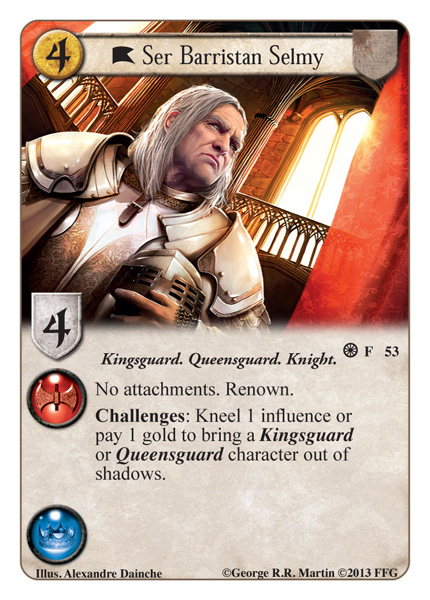 4
Ser Barristan Selmy
4
Kingsguard. Queensguard. Knight.
F 53
No attachments. Renown.
Challenges: Kneel 1 influence or
pay 1 gold to bring a Kingsguard
or Queensguard character out of
shadows.
Illus. Alexandre Dainche
©George R.R. Martin ©2013 FFG